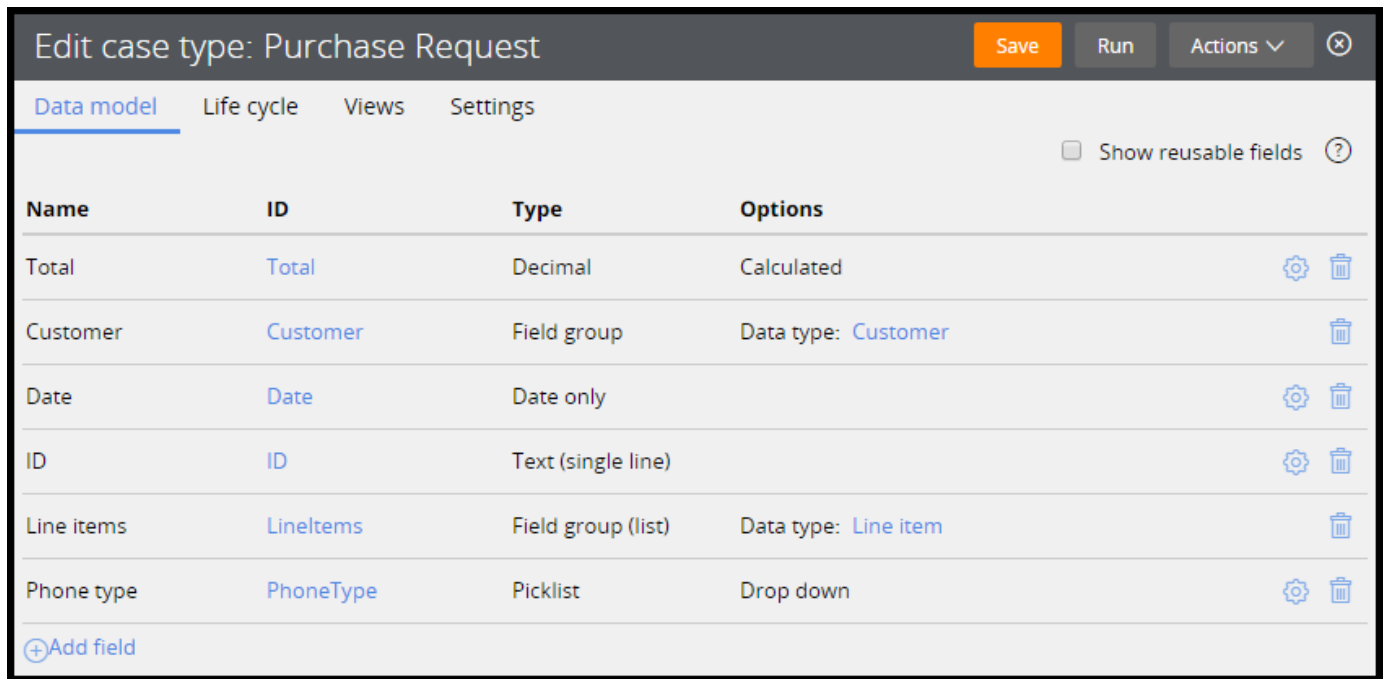 Edit case type: Purchase Request Save Run Actions
Data model Life cycle Views Settings
Show reusable fields ?
Name ID Type Options
Total Total Decimal Calculated
Customer Customer Field group Data type: Customer
Date Date Date only
ID ID Text (single line)
Line items LineItems Field group (list) Data type: Line item
Phone type PhoneType Picklist Drop down
Add field